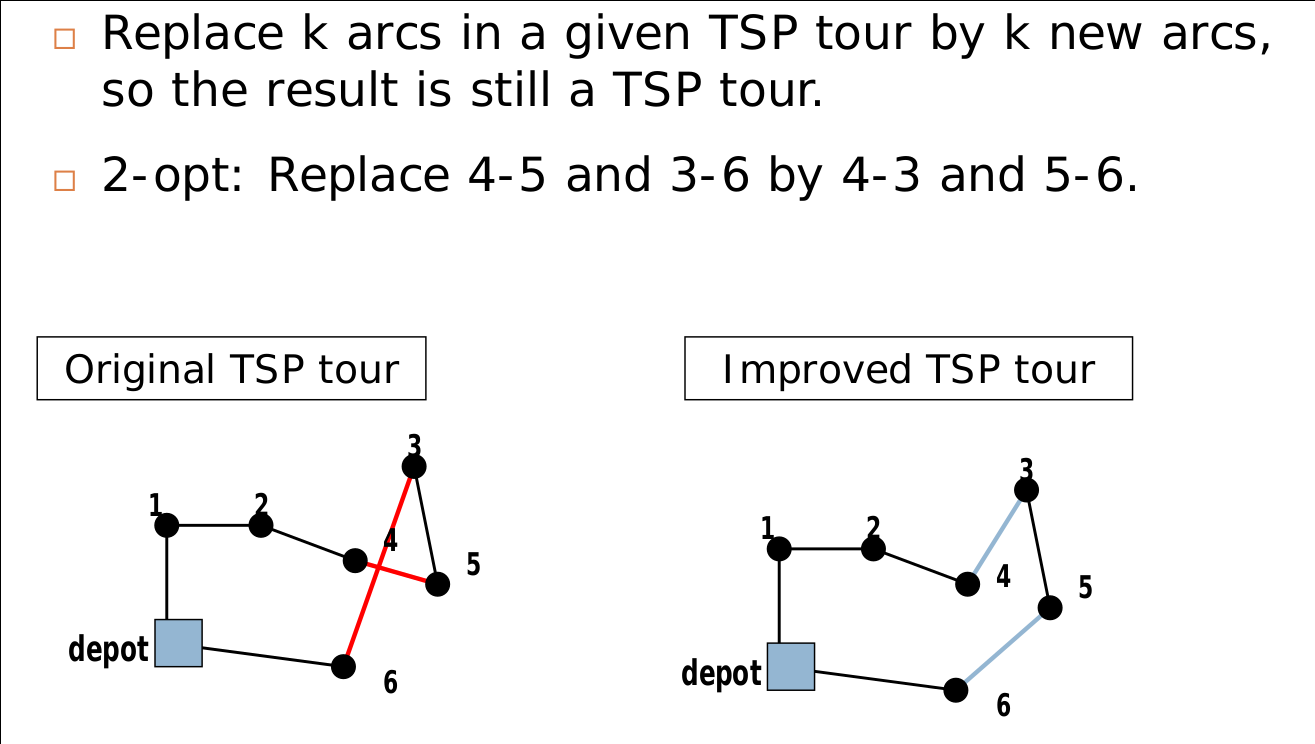 Replace k arcs in a given TSP tour by k new arcs,
so the result is still a TSP tour.
2-opt: Replace 4-5 and 3-6 by 4-3 and 5-6.
Original TSP tour
Improved TSP tour
3
1
2
4
5
depot
6
3
1
2
4
5
depot
6